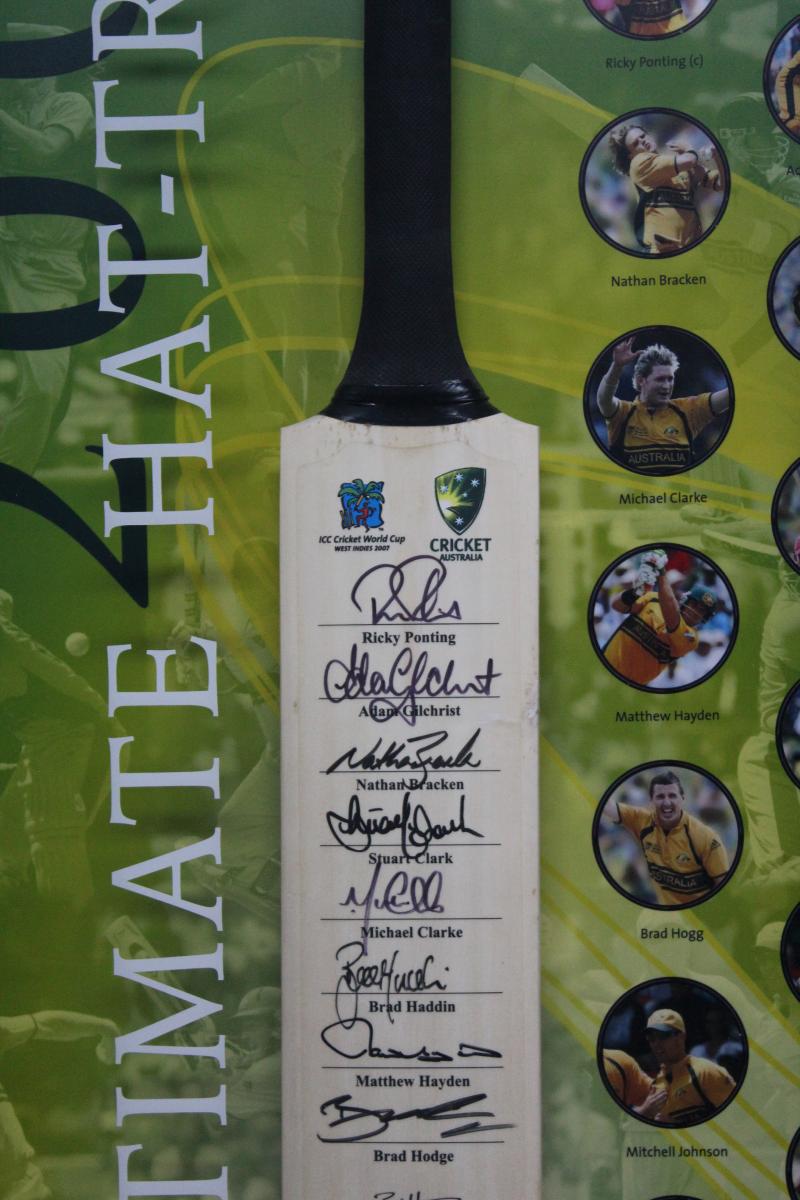 200
TIMATE HAT-TR
ICC Cricket World Cup
WEST INDIES 2007
CRICKET
AUSTRALIA
Ricky Ponting
Adam Gilchrist
Nathan Bracken
Stuart Clark
Michael Clarke
Brad Haddin
Matthew Hayden
Brad Hodge
Ricky Ponting (c)
Nathan Bracken
AUSTRALIA
Michael Clarke
Matthew Hayden
AUSTRALIA
Brad Hogg
Mitchell Johnson